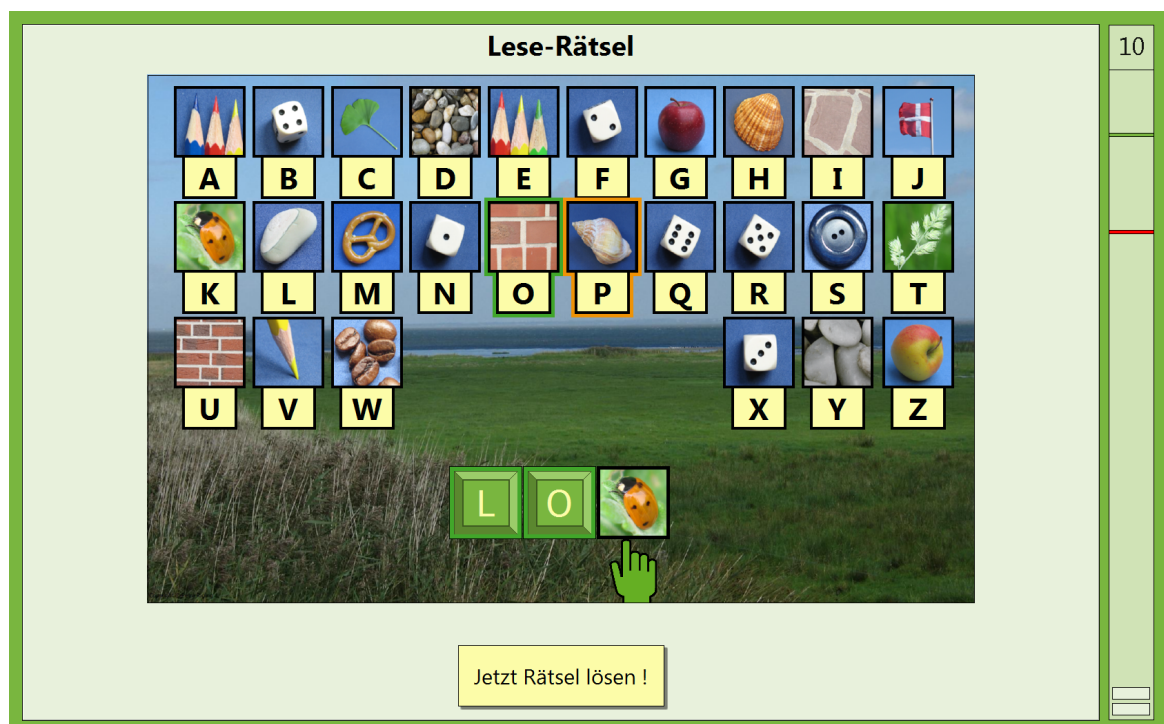 Lese-Rätsel
10
A B C D E F G H I J
K L M N O P Q R S T
U V W X Y Z
L O
Jetzt Rätsel lösen !